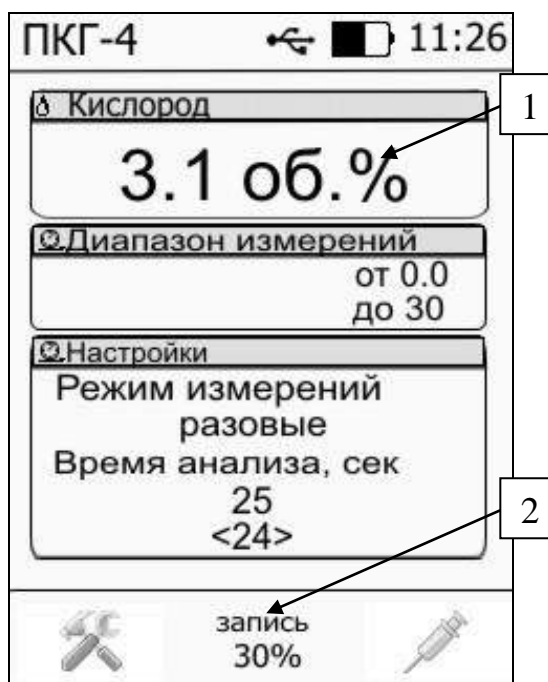 ПКГ-4 11:26
Кислород
1
3.1 об.%
Диапазон измерений
от 0.0
до 30
Настройки
Режим измерений
разовые
Время анализа, сек
25
2
<24>
запись
30%